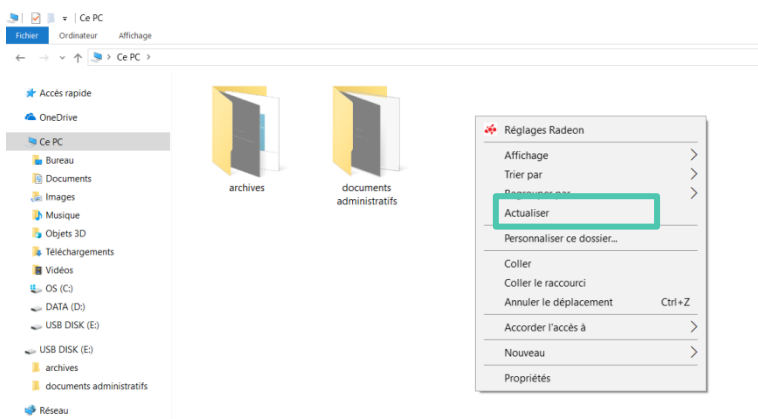 Ce PC
Fichier Ordinateur Affichage
Ce PC
Accès rapide
OneDrive
Ce PC
Bureau
Documents
Images
Musique
Objets 3D
Téléchargements
Vidéos
OS (C:)
DATA (D:)
USB DISK (E:)
USB DISK (E:)
archives
documents administratifs
Réseau
archives
documents
administratifs
Réglages Radeon
Affichage
Trier par
Regrouper par
Actualiser
Personnaliser ce dossier...
Coller
Coller le raccourci
Annuler le déplacement Ctrl+Z
Accorder l'accès à
Nouveau
Propriétés